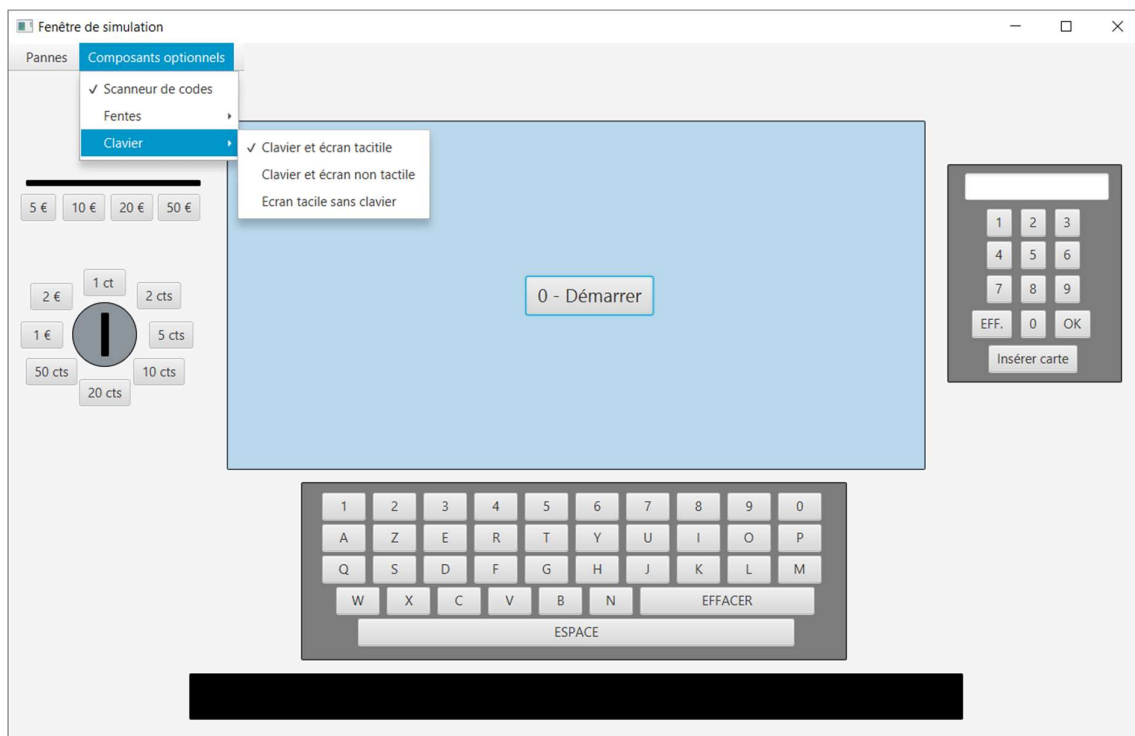 Fenêtre de simulation
Pannes Composants optionnels
✓ Scanneur de codes
Fentes
Clavier
✓ Clavier et écran tacitile
Clavier et écran non tactile
Ecran tacile sans clavier
5 € 10 € 20 € 50 €
1 ct
2 € 2 cts
1 € 5 cts
50 cts 10 cts
20 cts
0 - Démarrer
1 2 3
4 5 6
7 8 9
EFF. 0 OK
Insérer carte
1 2 3 4 5 6 7 8 9 0
A Z E R T Y U I O P
Q S D F G H J K L M
W X C V B N EFFACER
ESPACE